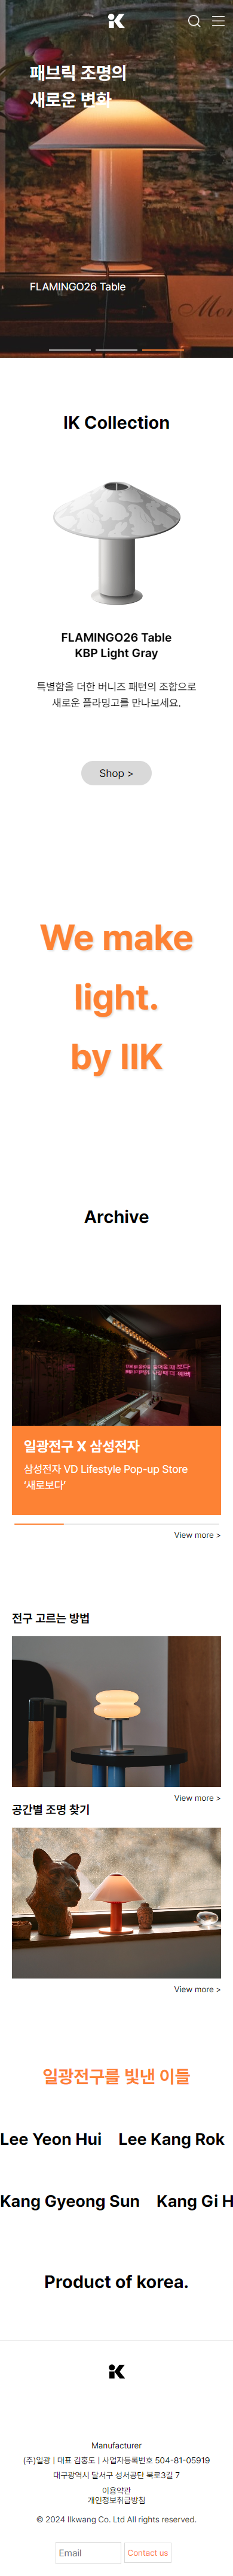 패브릭 조명의
새로운 변화
FLAMINGO26 Table
IK Collection
FLAMINGO26 Table
KBP Light Gray
특별함을 더한 버니즈 패턴의 조합으로
새로운 플라밍고를 만나보세요.
Shop >
We make
light.
by IIK
Archive
일광전구 X 삼성전자
삼성전자 VD Lifestyle Pop-up Store
‘새로보다’
View more >
전구 고르는 방법
View more >
공간별 조명 찾기
View more >
일광전구를 빛낸 이들
Lee Yeon Hui Lee Kang Rok
Kang Gyeong Sun Kang Gi H
Product of korea.
Manufacturer
(주)일광 | 대표 김홍도 | 사업자등록번호 504-81-05919
대구광역시 달서구 성서공단 북로3길 7
이용약관
개인정보취급방침
© 2024 Ilkwang Co. Ltd All rights reserved.
Email Contact us